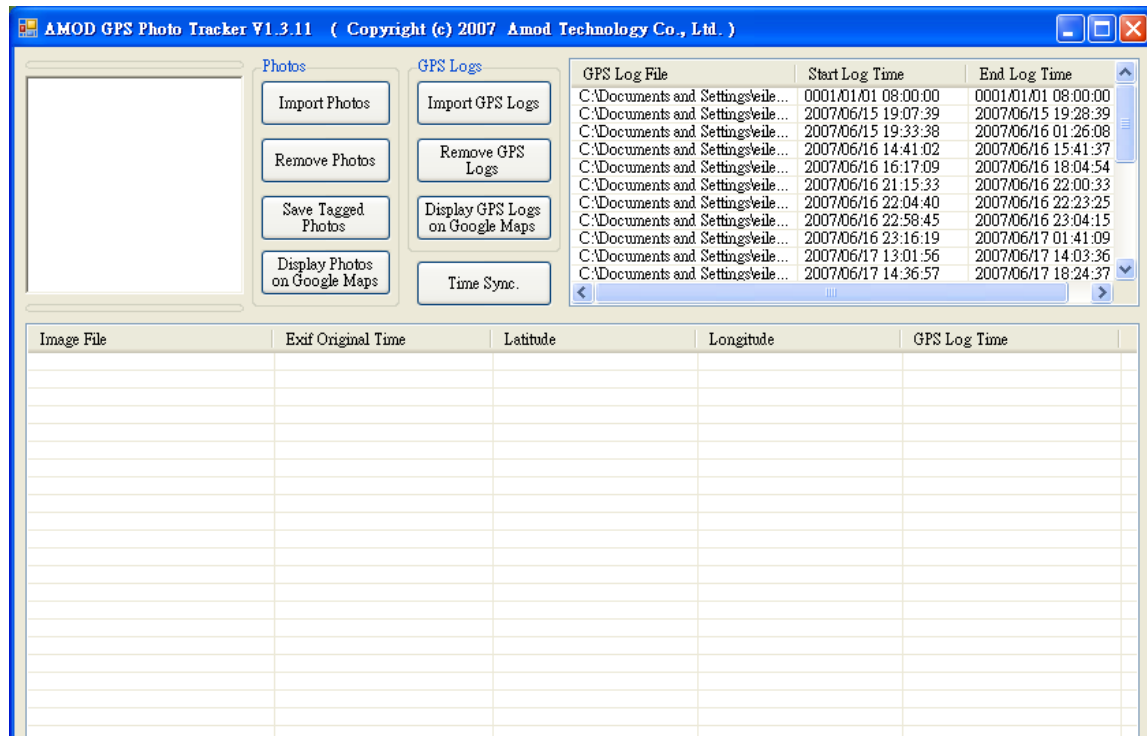 AMOD GPS Photo Tracker V1.3.11 ( Copyright (c) 2007 Amod Technology Co., Ltd. )
Photos
Import Photos
Remove Photos
Save Tagged
Photos
Display Photos
on Google Maps
GPS Logs
Import GPS Logs
Remove GPS
Logs
Display GPS Logs
on Google Maps
Time Sync.
GPS Log File Start Log Time End Log Time
C:\Documents and Settings\eile... 0001/01/01 08:00:00 0001/01/01 08:00:00
C:\Documents and Settings\eile... 2007/06/15 19:07:39 2007/06/15 19:28:39
C:\Documents and Settings\eile... 2007/06/15 19:33:38 2007/06/16 01:26:08
C:\Documents and Settings\eile... 2007/06/16 14:41:02 2007/06/16 15:41:37
C:\Documents and Settings\eile... 2007/06/16 16:17:09 2007/06/16 18:04:54
C:\Documents and Settings\eile... 2007/06/16 21:15:33 2007/06/16 22:00:33
C:\Documents and Settings\eile... 2007/06/16 22:04:40 2007/06/16 22:23:25
C:\Documents and Settings\eile... 2007/06/16 22:58:45 2007/06/16 23:04:15
C:\Documents and Settings\eile... 2007/06/16 23:16:19 2007/06/17 01:41:09
C:\Documents and Settings\eile... 2007/06/17 13:01:56 2007/06/17 14:03:36
C:\Documents and Settings\eile... 2007/06/17 14:36:57 2007/06/17 18:24:37
Image File Exif Original Time Latitude Longitude GPS Log Time